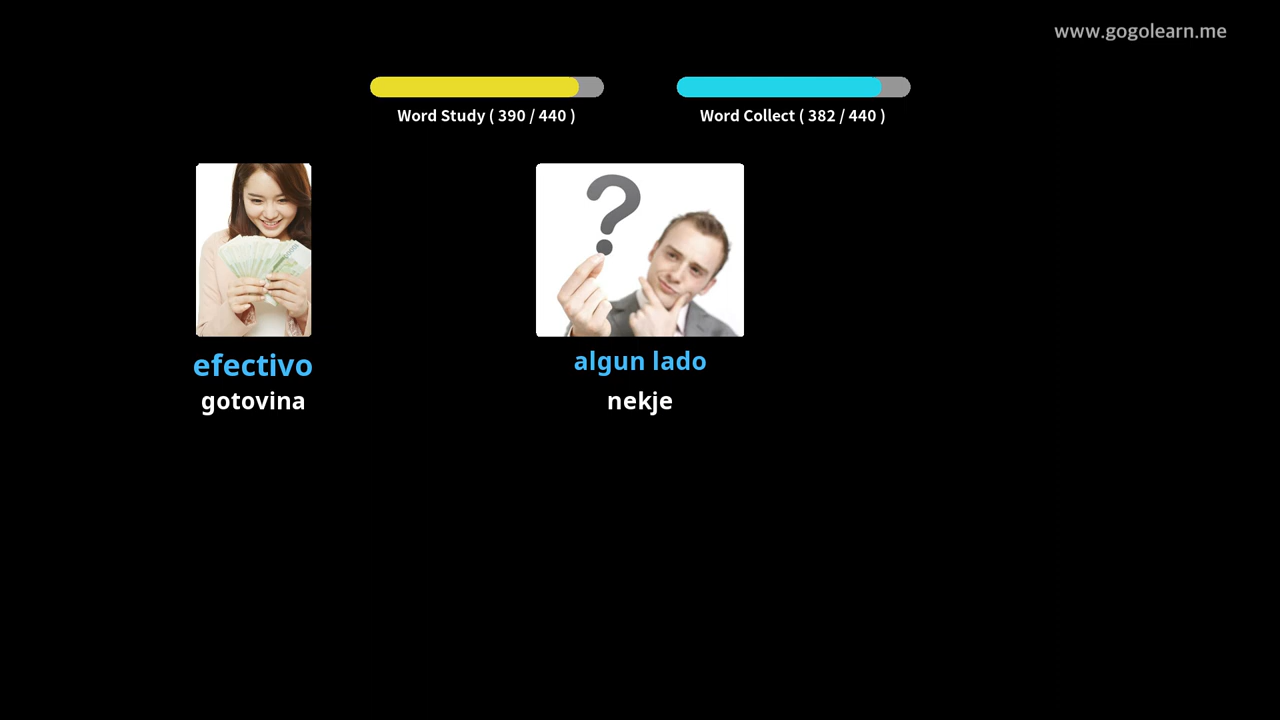 www.gogolearn.me
Word Study ( 390 / 440 )
Word Collect ( 382 / 440 )
efectivo
gotovina
algun lado
nekje